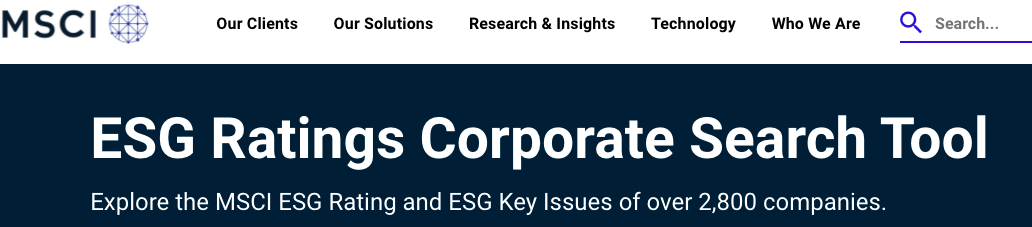 MSCI
Our Clients Our Solutions Research & Insights Technology Who We Are Search...
ESG Ratings Corporate Search Tool
Explore the MSCI ESG Rating and ESG Key Issues of over 2,800 companies.